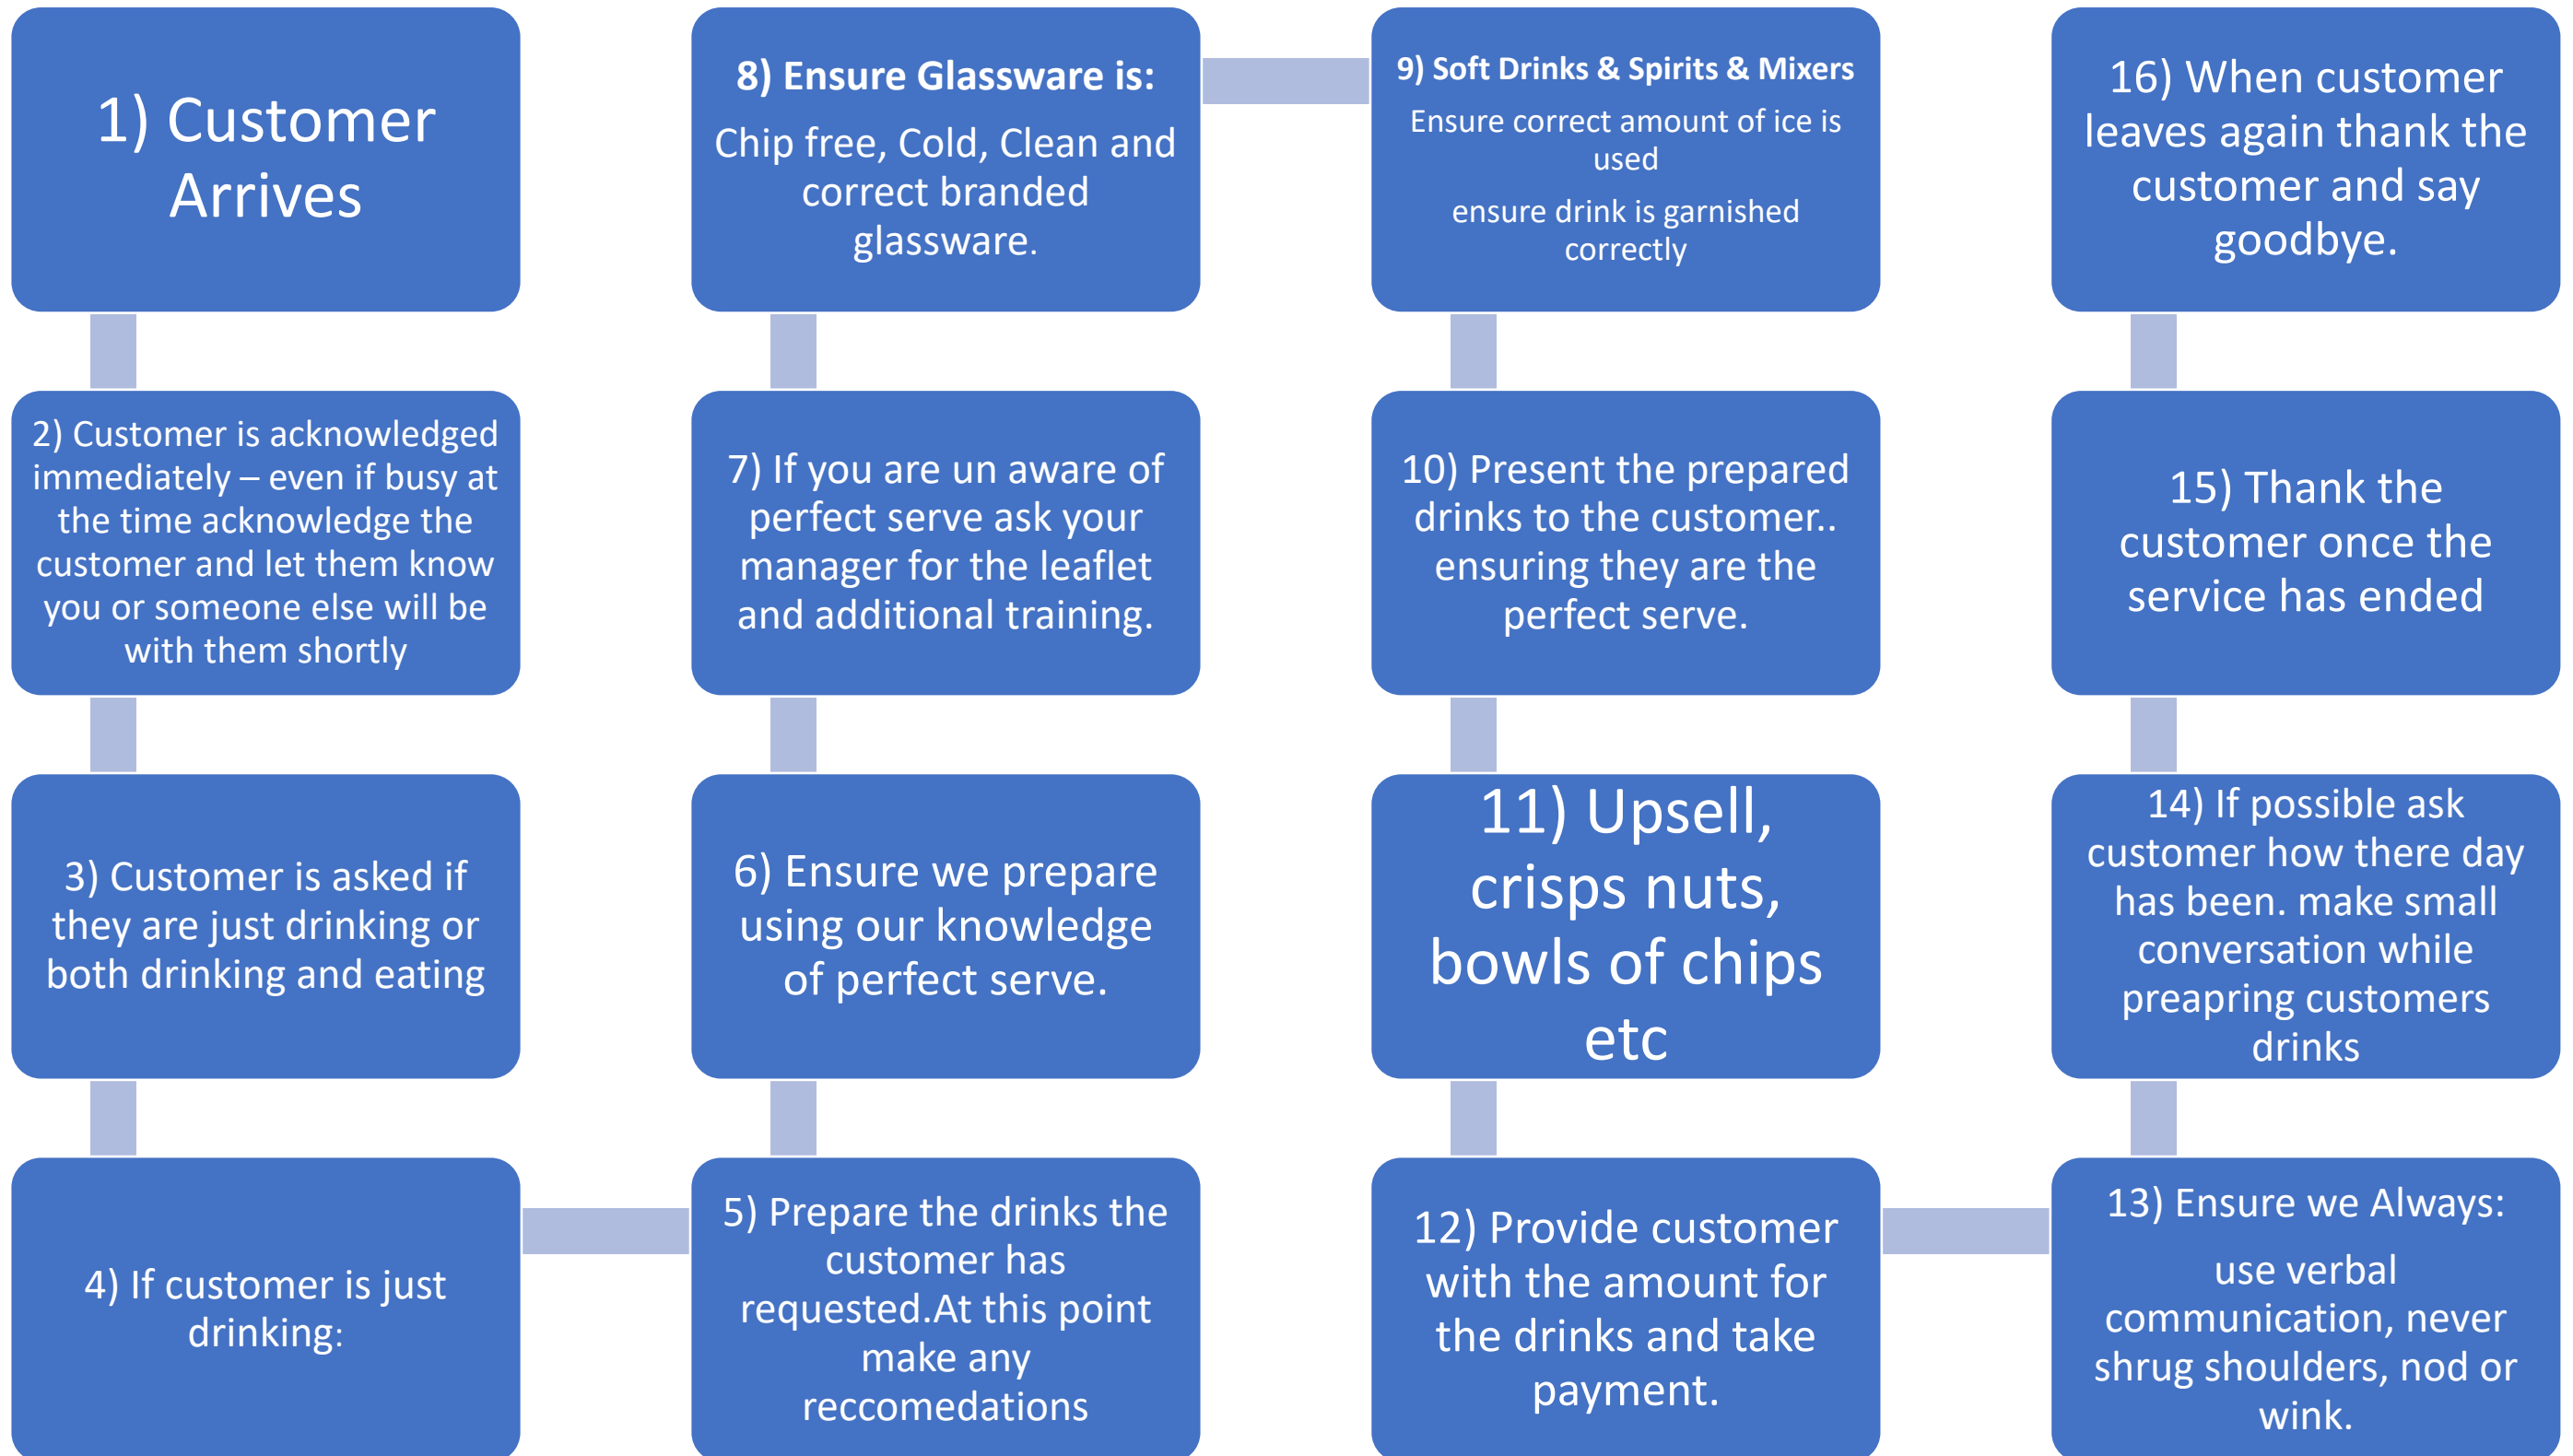 1) Customer
Arrives
2) Customer is acknowledged
immediately – even if busy at
the time acknowledge the
customer and let them know
you or someone else will be
with them shortly
3) Customer is asked if
they are just drinking or
both drinking and eating
4) If customer is just
drinking:
5) Prepare the drinks the
customer has
requested.At this point
make any
reccomedations
6) Ensure we prepare
using our knowledge
of perfect serve.
7) If you are un aware of
perfect serve ask your
manager for the leaflet
and additional training.
8) Ensure Glassware is:
Chip free, Cold, Clean and
correct branded
glassware.
9) Soft Drinks & Spirits & Mixers
Ensure correct amount of ice is
used
ensure drink is garnished
correctly
10) Present the prepared
drinks to the customer..
ensuring they are the
perfect serve.
11) Upsell,
crisps nuts,
bowls of chips
etc
12) Provide customer
with the amount for
the drinks and take
payment.
13) Ensure we Always:
use verbal
communication, never
shrug shoulders, nod or
wink.
14) If possible ask
customer how there day
has been. make small
conversation while
preapring customers
drinks
15) Thank the
customer once the
service has ended
16) When customer
leaves again thank the
customer and say
goodbye.